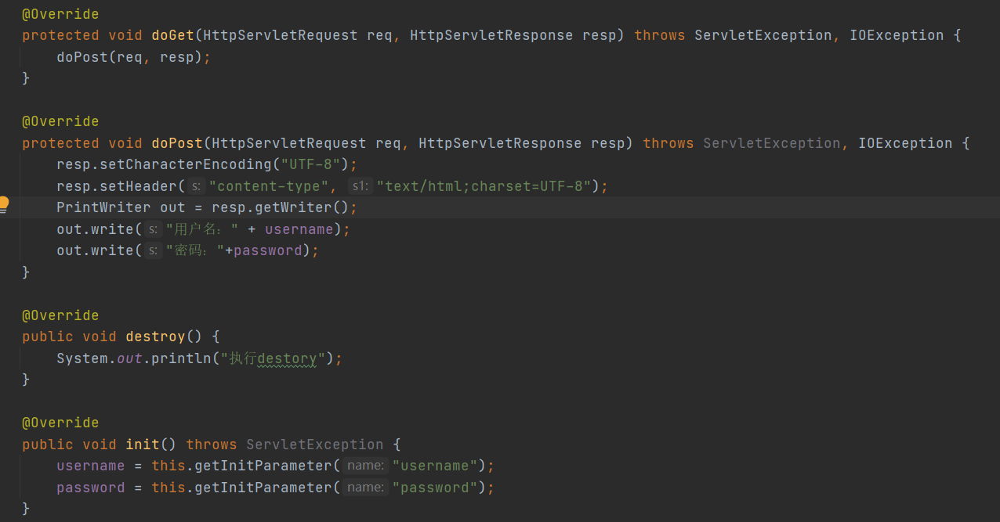 @Override
protected void doGet(HttpServletRequest req, HttpServletResponse resp) throws ServletException, IOException {
    doPost(req, resp);
}
@Override
protected void doPost(HttpServletRequest req, HttpServletResponse resp) throws ServletException, IOException {
    resp.setCharacterEncoding("UTF-8");
    resp.setHeader( s: "content-type", s1: "text/html;charset=UTF-8");
    PrintWriter out = resp.getWriter();
    out.write( s: "用户名：" + username);
    out.write( s: "密码："+password);
}
@Override
public void destroy() {
    System.out.println("执行destory");
}
@Override
public void init() throws ServletException {
    username = this.getInitParameter( name: "username");
    password = this.getInitParameter( name: "password");
}